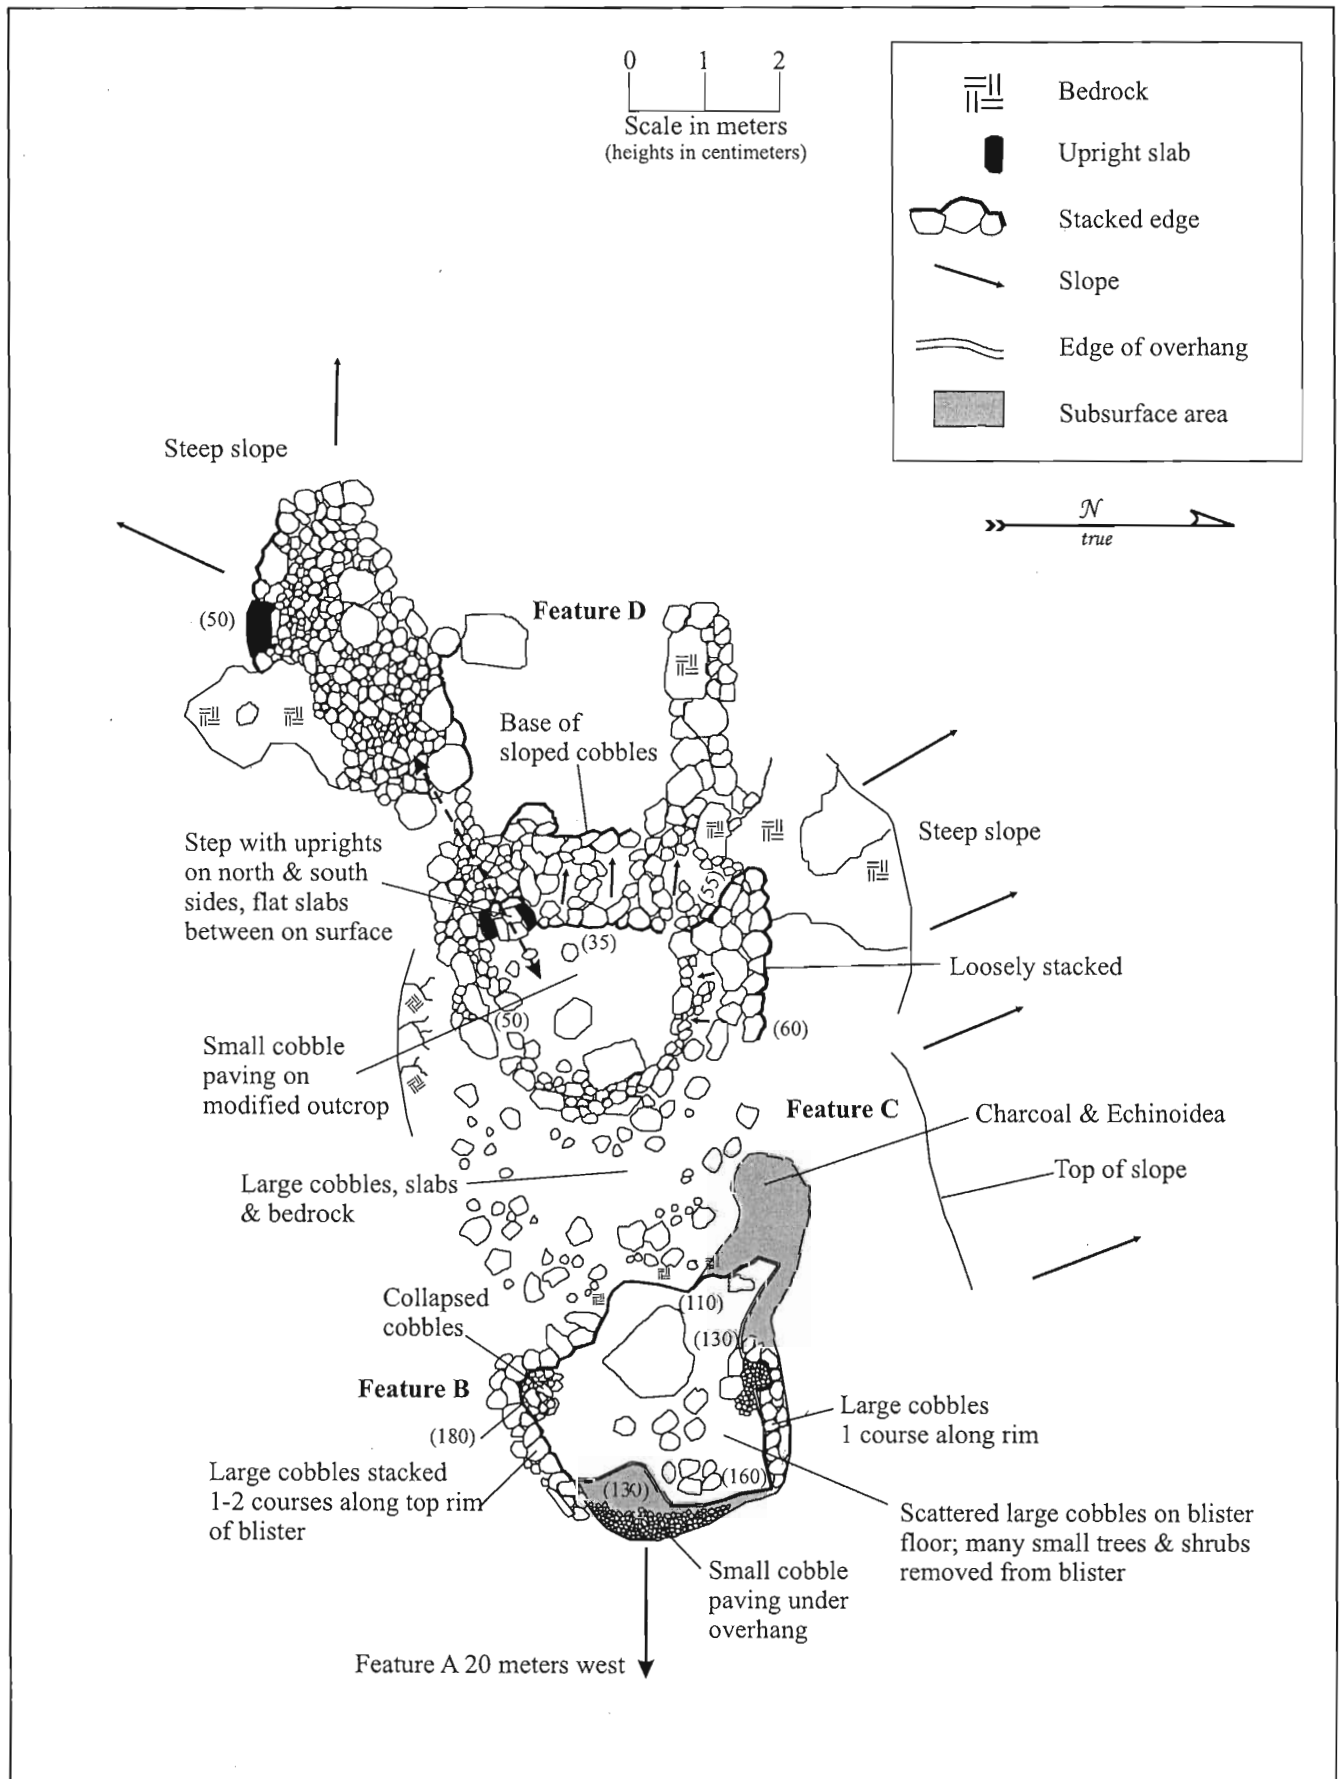 0 1 2
Scale in meters
(heights in centimeters)
Bedrock
Upright slab
Stacked edge
Slope
Edge of overhang
Subsurface area
N
true
Steep slope
(50)
Feature D
Base of
sloped cobbles
Step with uprights
on north & south
sides, flat slabs
between on surface
(55)
Steep slope
(35)
Loosely stacked
(50)
(60)
Small cobble
paving on
modified outcrop
Feature C
Charcoal & Echinoidea
Top of slope
Large cobbles, slabs
& bedrock
Collapsed
cobbles
(110)
(130)
Feature B
(180)
Large cobbles
1 course along rim
Large cobbles stacked
1-2 courses along top rim
of blister
(130)
(160)
Scattered large cobbles on blister
floor; many small trees & shrubs
removed from blister
Small cobble
paving under
overhang
Feature A 20 meters west